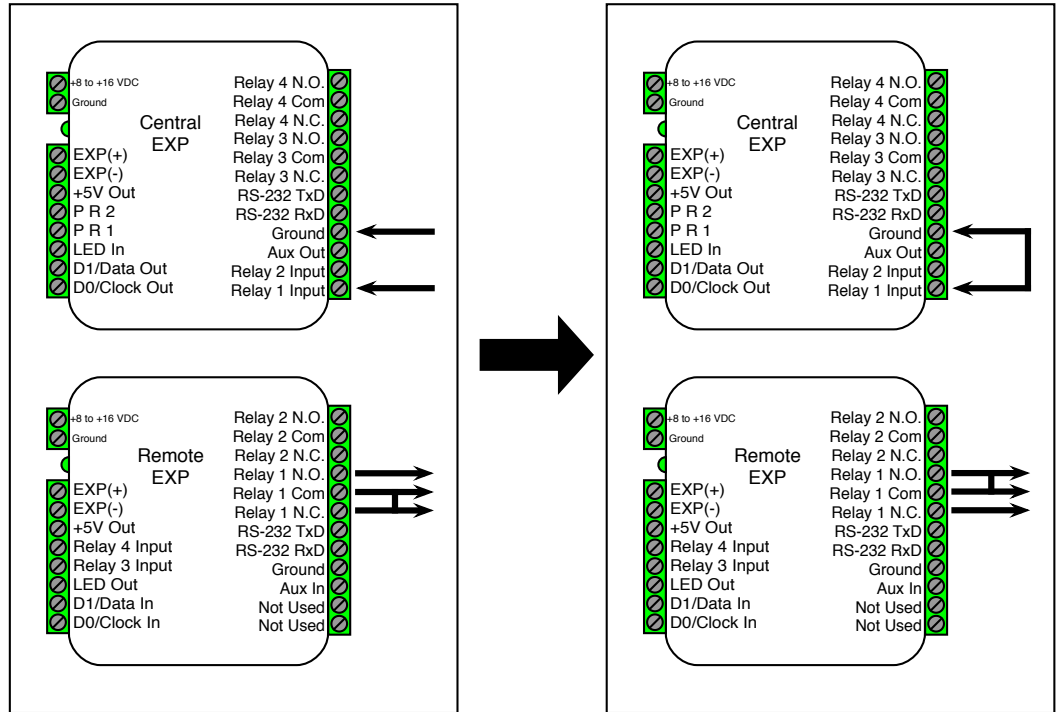 +8 to +16 VDC
Ground
Central
EXP
EXP(+)
EXP(-)
+5V Out
P R 2
P R 1
LED In
D1/Data Out
D0/Clock Out
Relay 4 N.O.
Relay 4 Com
Relay 4 N.C.
Relay 3 N.O.
Relay 3 Com
Relay 3 N.C.
RS-232 TxD
RS-232 RxD
Ground
Aux Out
Relay 2 Input
Relay 1 Input
+8 to +16 VDC
Ground
Remote
EXP
EXP(+)
EXP(-)
+5V Out
Relay 4 Input
Relay 3 Input
LED Out
D1/Data In
D0/Clock In
Relay 2 N.O.
Relay 2 Com
Relay 2 N.C.
Relay 1 N.O.
Relay 1 Com
Relay 1 N.C.
RS-232 TxD
RS-232 RxD
Ground
Aux In
Not Used
Not Used
+8 to +16 VDC
Ground
Central
EXP
EXP(+)
EXP(-)
+5V Out
P R 2
P R 1
LED In
D1/Data Out
D0/Clock Out
Relay 4 N.O.
Relay 4 Com
Relay 4 N.C.
Relay 3 N.O.
Relay 3 Com
Relay 3 N.C.
RS-232 TxD
RS-232 RxD
Ground
Aux Out
Relay 2 Input
Relay 1 Input
+8 to +16 VDC
Ground
Remote
EXP
EXP(+)
EXP(-)
+5V Out
Relay 4 Input
Relay 3 Input
LED Out
D1/Data In
D0/Clock In
Relay 2 N.O.
Relay 2 Com
Relay 2 N.C.
Relay 1 N.O.
Relay 1 Com
Relay 1 N.C.
RS-232 TxD
RS-232 RxD
Ground
Aux In
Not Used
Not Used